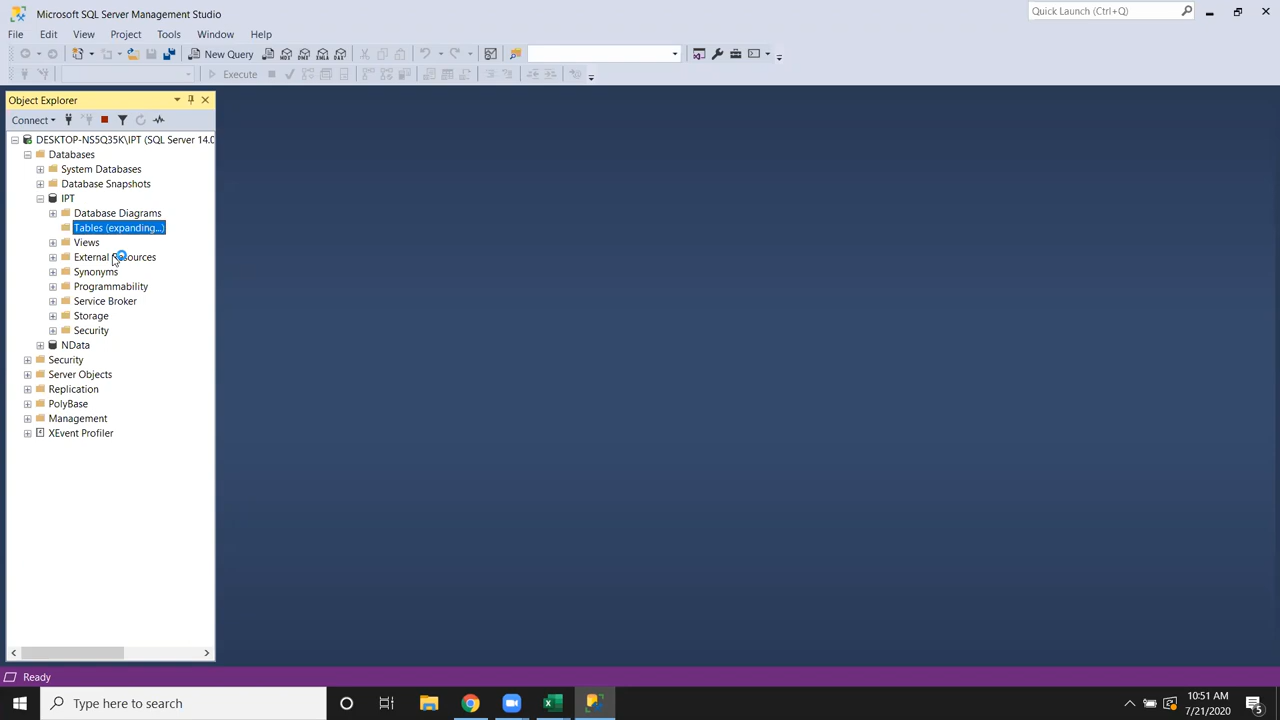 Microsoft SQL Server Management Studio
Quick Launch (Ctrl+Q)
File Edit View Project Tools Window Help
New Query
Execute
Object Explorer
Connect
DESKTOP-NS5Q35K\IPT (SQL Server 14.0
Databases
System Databases
Database Snapshots
IPT
Database Diagrams
Tables (expanding...)
Views
External Resources
Synonyms
Programmability
Service Broker
Storage
Security
NData
Security
Server Objects
Replication
PolyBase
Management
XEvent Profiler
Ready
Type here to search
10:51 AM
7/21/2020
5